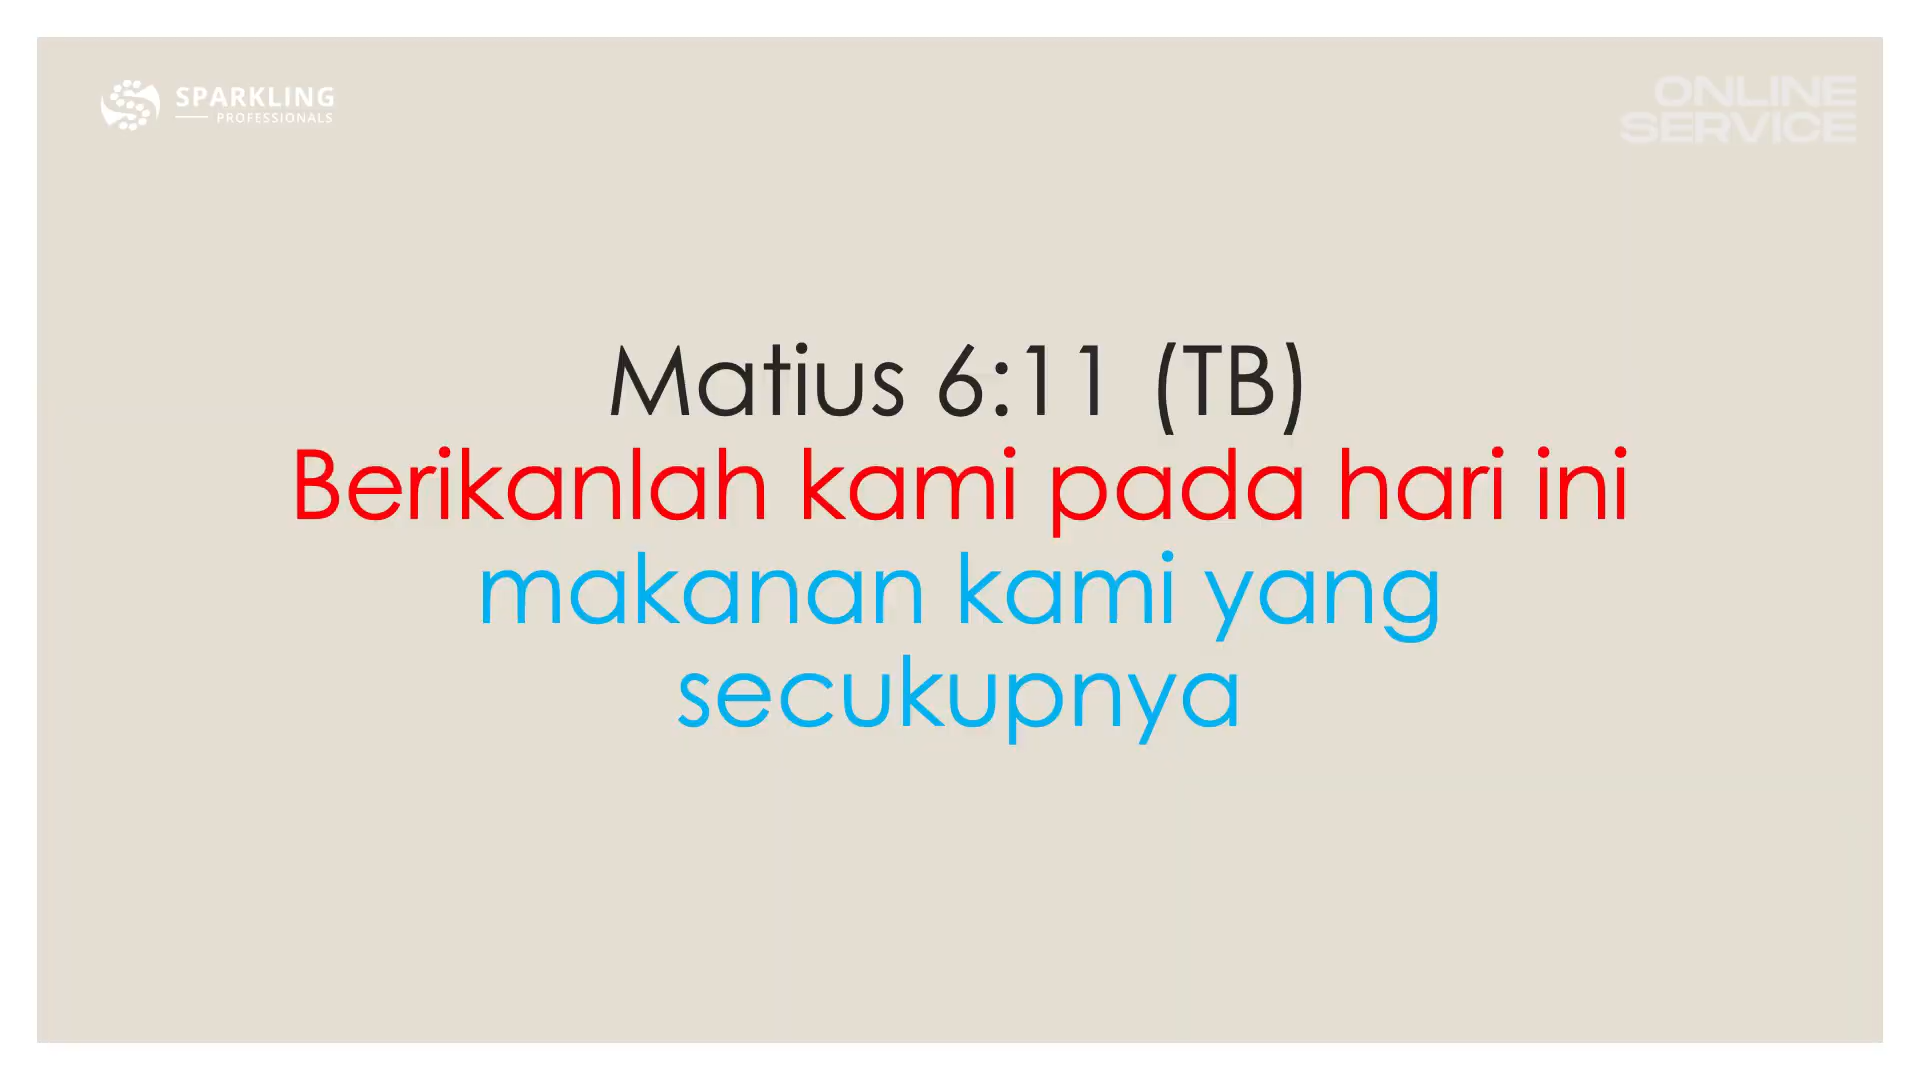 SPARKLING
PROFESSIONALS
ONLINE
SERVICE
Matius 6:11 (TB)
Berikanlah kami pada hari ini
makanan kami yang
secukupnya